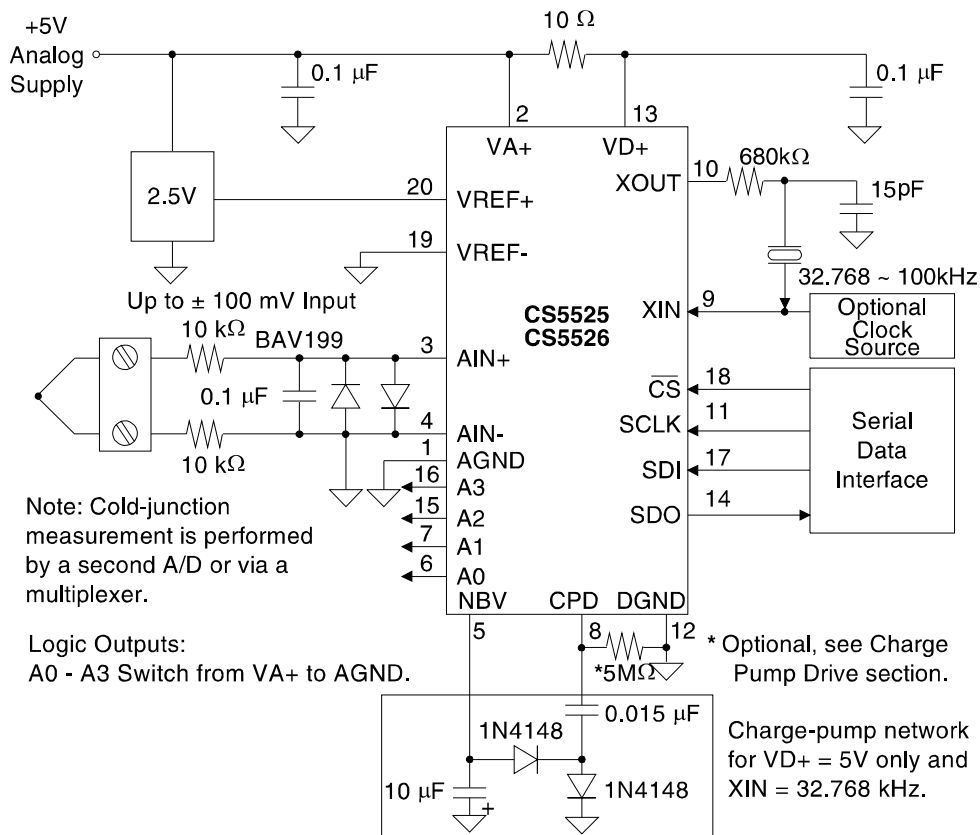 +5V
Analog
Supply
10 Ω
0.1 µF
0.1 µF
2
13
VA+
VD+
2.5V
20
VREF+
19
VREF-
XOUT
10
680kΩ
15pF
32.768 ~ 100kHz
XIN
9
Optional
Clock
Source
CS5525
CS5526
Up to ± 100 mV Input
10 kΩ
BAV199
3
AIN+
0.1 µF
4
AIN-
10 kΩ
1
AGND
16
A3
15
A2
7
A1
6
A0
CS
18
SCLK
11
SDI
17
SDO
14
Serial
Data
Interface
Note: Cold-junction
measurement is performed
by a second A/D or via a
multiplexer.
Logic Outputs:
A0 - A3 Switch from VA+ to AGND.
NBV
CPD
DGND
5
8
12
*5MΩ
* Optional, see Charge
Pump Drive section.
0.015 µF
1N4148
10 µF
+
1N4148
Charge-pump network
for VD+ = 5V only and
XIN = 32.768 kHz.